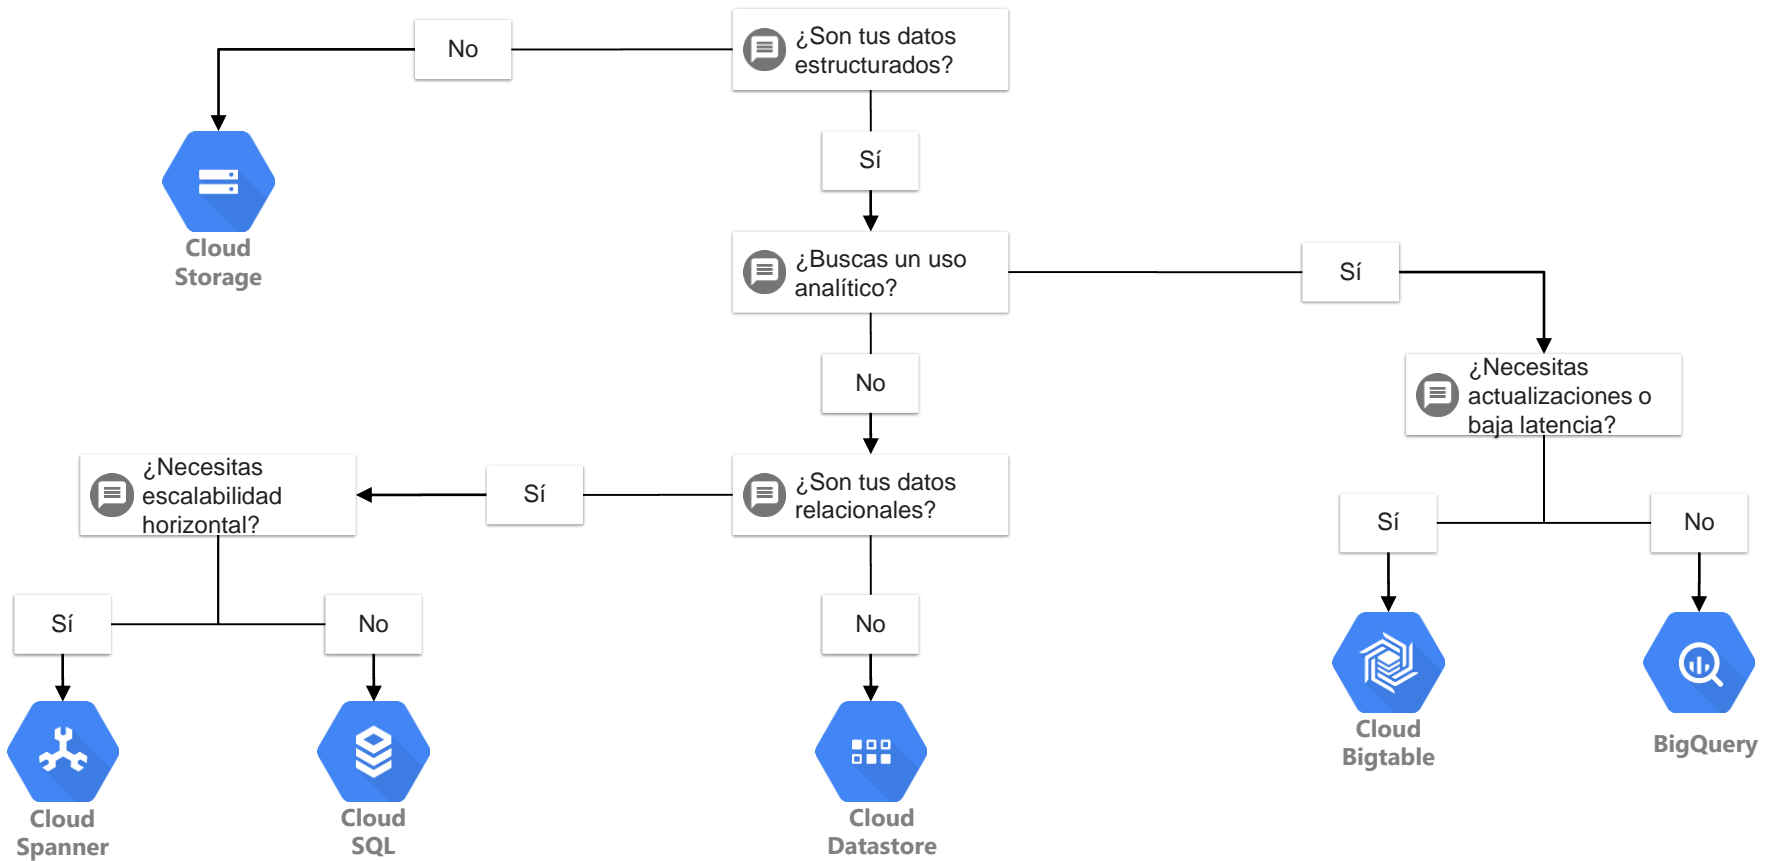 No
¿Son tus datos
estructurados?
Sí
Cloud
Storage
¿Buscas un uso
analítico?
Sí
No
¿Necesitas
actualizaciones o
baja latencia?
¿Necesitas
escalabilidad
horizontal?
Sí
¿Son tus datos
relacionales?
Sí
No
Sí
No
No
Cloud
Bigtable
BigQuery
Cloud
Spanner
Cloud
SQL
Cloud
Datastore